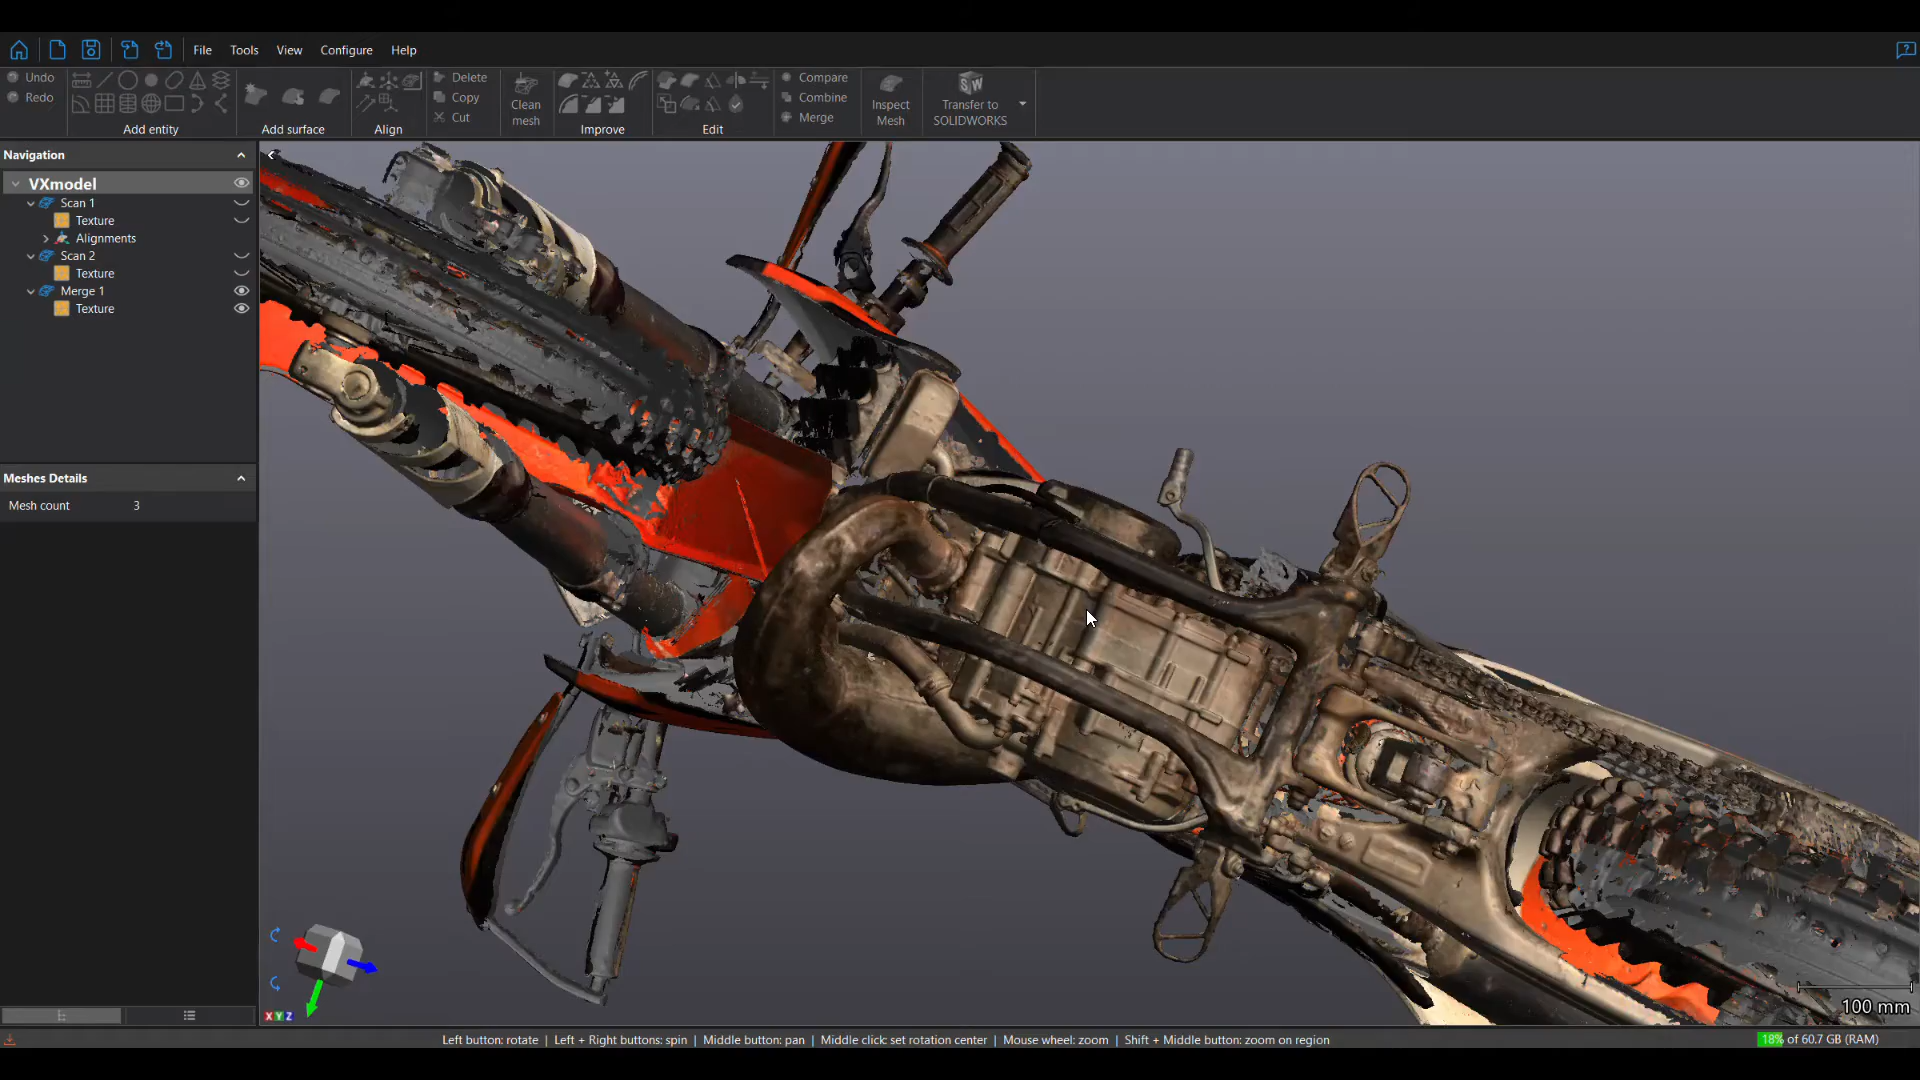 File Tools View Configure Help
Undo
Redo
Add entity
Add surface
Align
Delete
Copy
Cut
Clean mesh
Improve
Edit
Compare
Combine
Merge
Inspect Mesh
SW
Transfer to SOLIDWORKS
Navigation
VXmodel
Scan 1
Texture
Alignments
Scan 2
Texture
Merge 1
Texture
Meshes Details
Mesh count 3
X Y Z
100 mm
Left button: rotate | Left + Right buttons: spin | Middle button: pan | Middle click: set rotation center | Mouse wheel: zoom | Shift + Middle button: zoom on region
18% of 60.7 GB (RAM)